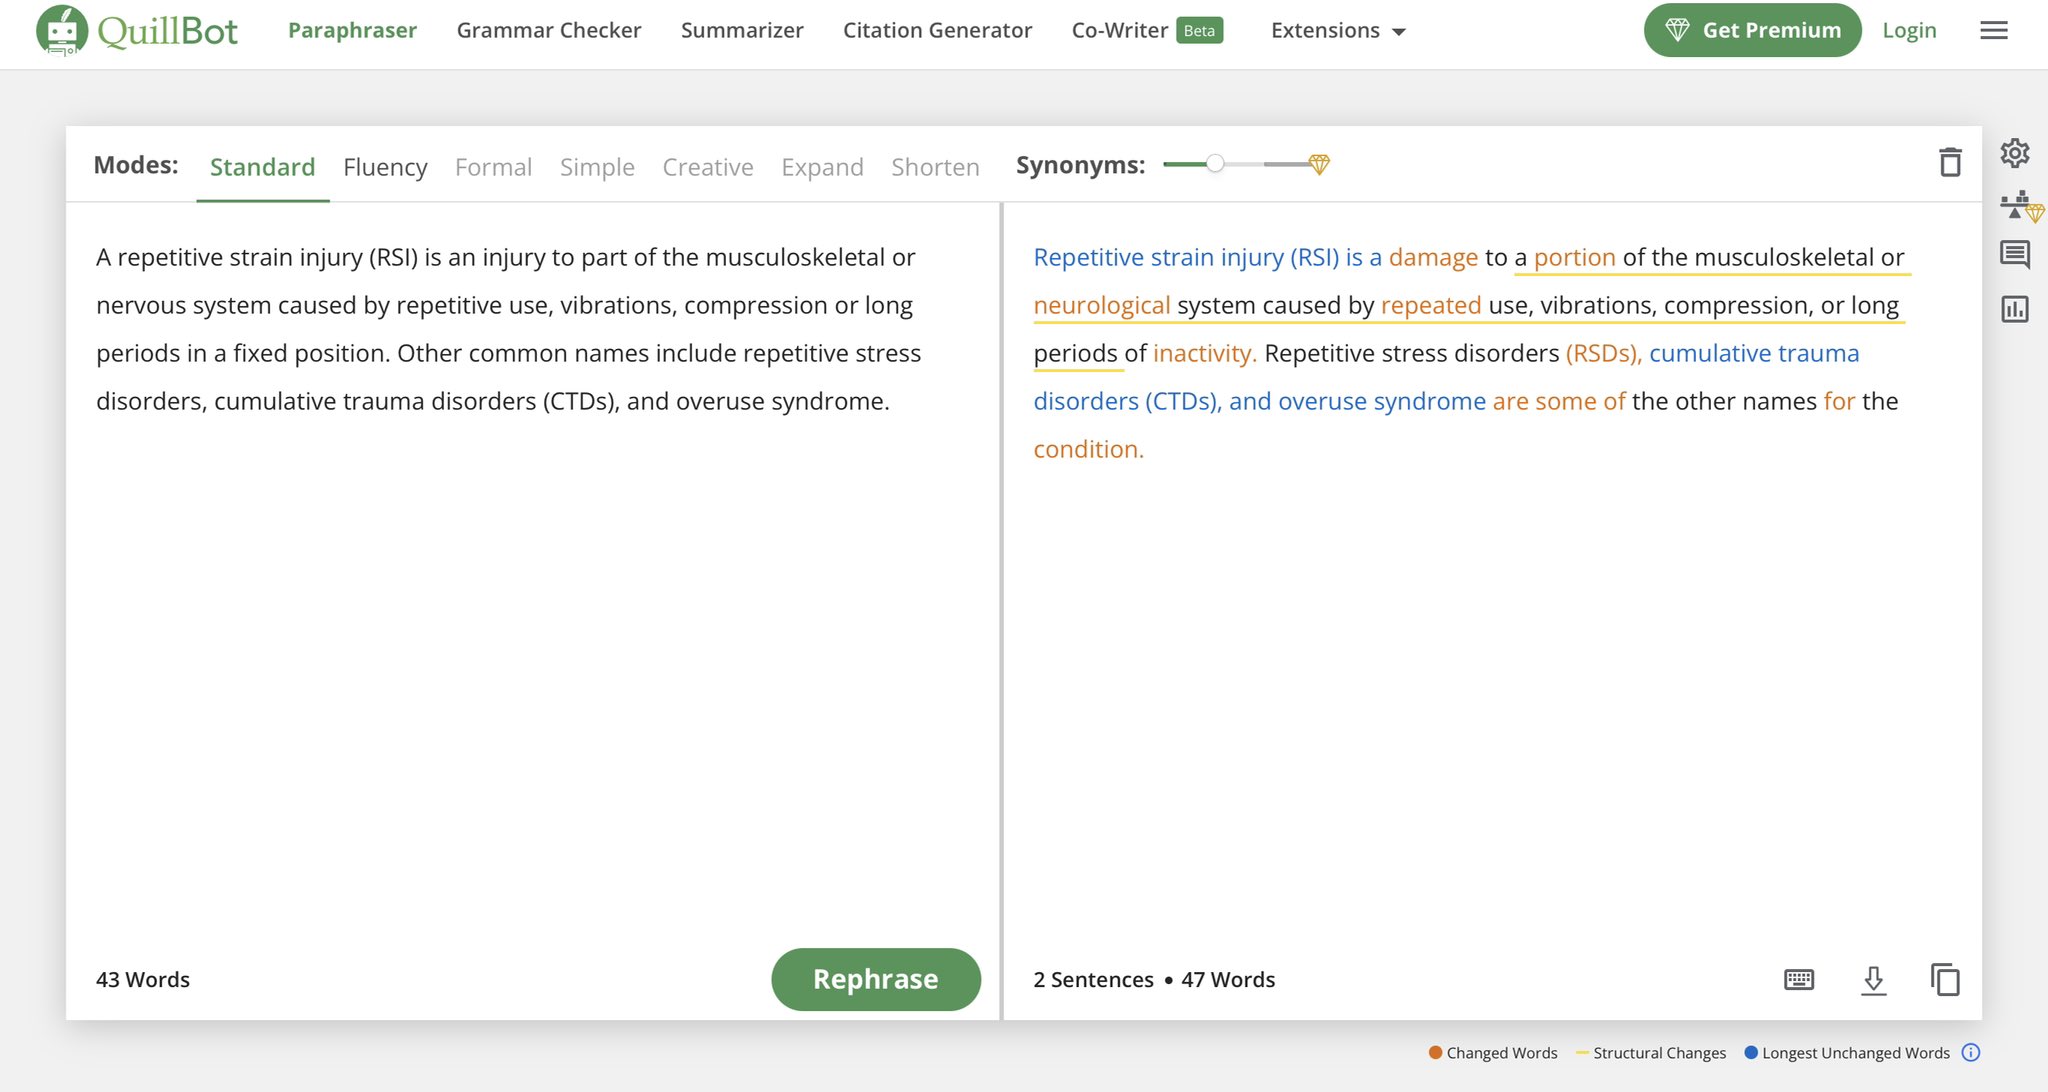 QuillBot
Paraphraser
Grammar Checker
Summarizer
Citation Generator
Co-Writer Beta
Extensions
Get Premium
Login
Modes: Standard Fluency Formal Simple Creative Expand Shorten
Synonyms:
A repetitive strain injury (RSI) is an injury to part of the musculoskeletal or
nervous system caused by repetitive use, vibrations, compression or long
periods in a fixed position. Other common names include repetitive stress
disorders, cumulative trauma disorders (CTDs), and overuse syndrome.
43 Words
Rephrase
Repetitive strain injury (RSI) is a damage to a portion of the musculoskeletal or
neurological system caused by repeated use, vibrations, compression, or long
periods of inactivity. Repetitive stress disorders (RSDs), cumulative trauma
disorders (CTDs), and overuse syndrome are some of the other names for the
condition.
2 Sentences • 47 Words
Changed Words
Structural Changes
Longest Unchanged Words